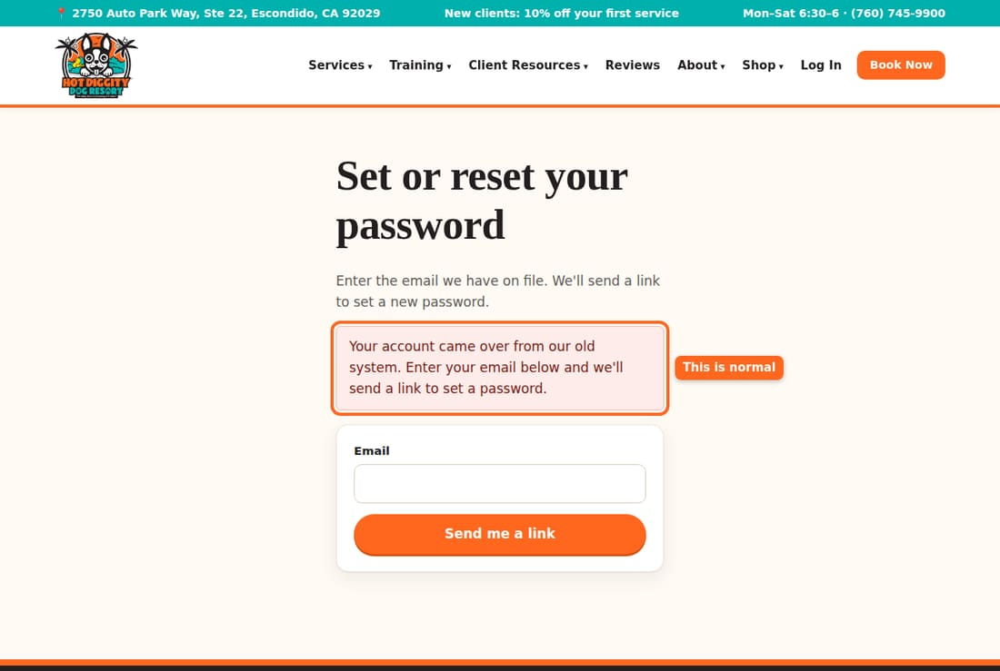 2750 Auto Park Way, Ste 22, Escondido, CA 92029
New clients: 10% off your first service
Mon–Sat 6:30–6 · (760) 745-9900
HOT DIGGITY
DOG RESORT
Services ▾
Training ▾
Client Resources ▾
Reviews
About ▾
Shop ▾
Log In
Book Now
Set or reset your
password
Enter the email we have on file. We'll send a link
to set a new password.
Your account came over from our old
system. Enter your email below and we'll
send a link to set a password.
This is normal
Email
Send me a link